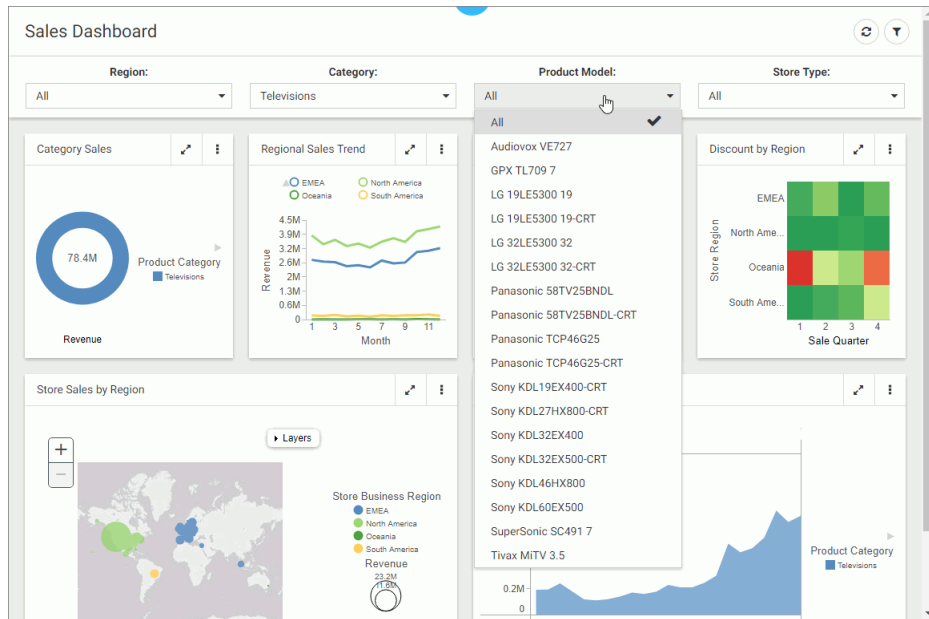 Sales Dashboard
Region:
Category:
Product Model:
Store Type:
All
Televisions
All
All
All
Audiovox VE727
GPX TL709 7
LG 19LE5300 19
LG 19LE5300 19-CRT
LG 32LE5300 32
LG 32LE5300 32-CRT
Panasonic 58TV25BNDL
Panasonic 58TV25BNDL-CRT
Panasonic TCP46G25
Panasonic TCP46G25-CRT
Sony KDL19EX400-CRT
Sony KDL27HX800-CRT
Sony KDL32EX400
Sony KDL32EX500-CRT
Sony KDL46HX800
Sony KDL60EX500
SuperSonic SC491 7
Tivax MiTV 3.5
Category Sales
78.4M
Product Category
Televisions
Revenue
Regional Sales Trend
EMEA
North America
Oceania
South America
Revenue
4.5M
3.9M
3.2M
2.6M
2M
1.3M
0.6M
0
1 3 5 7 9 11
Month
Discount by Region
Store Region
EMEA
North Ame...
Oceania
South Ame...
1 2 3 4
Sale Quarter
Store Sales by Region
+
−
Layers
Store Business Region
EMEA
North America
Oceania
South America
Revenue
23.2M
11.6M
0.2M
0
Product Category
Televisions